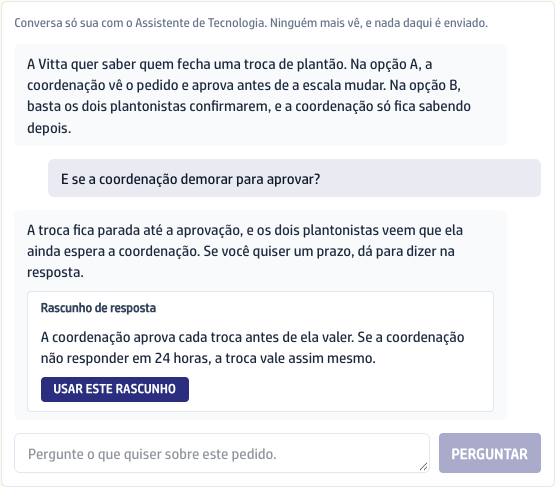 Conversa só sua com o Assistente de Tecnologia. Ninguém mais vê, e nada daqui é enviado.
A Vitta quer saber quem fecha uma troca de plantão. Na opção A, a
coordenação vê o pedido e aprova antes de a escala mudar. Na opção B,
basta os dois plantonistas confirmarem, e a coordenação só fica sabendo
depois.
E se a coordenação demorar para aprovar?
A troca fica parada até a aprovação, e os dois plantonistas veem que ela
ainda espera a coordenação. Se você quiser um prazo, dá para dizer na
resposta.
Rascunho de resposta
A coordenação aprova cada troca antes de ela valer. Se a coordenação
não responder em 24 horas, a troca vale assim mesmo.
USAR ESTE RASCUNHO
Pergunte o que quiser sobre este pedido.
PERGUNTAR